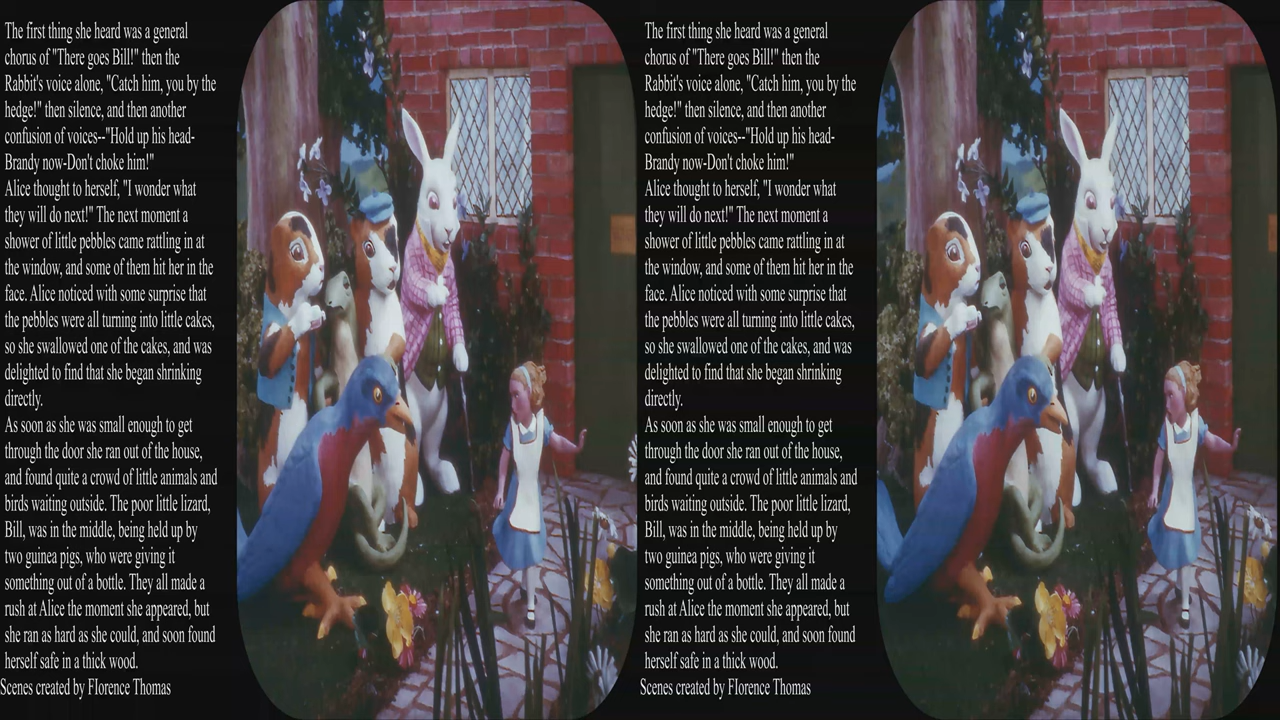 The first thing she heard was a general
chorus of "There goes Bill!" then the
Rabbit's voice alone, "Catch him, you by the
hedge!" then silence, and then another
confusion of voices--"Hold up his head-
Brandy now-Don't choke him!"
Alice thought to herself, "I wonder what
they will do next!" The next moment a
shower of little pebbles came rattling in at
the window, and some of them hit her in the
face. Alice noticed with some surprise that
the pebbles were all turning into little cakes,
so she swallowed one of the cakes, and was
delighted to find that she began shrinking
directly.
As soon as she was small enough to get
through the door she ran out of the house,
and found quite a crowd of little animals and
birds waiting outside. The poor little lizard,
Bill, was in the middle, being held up by
two guinea pigs, who were giving it
something out of a bottle. They all made a
rush at Alice the moment she appeared, but
she ran as hard as she could, and soon found
herself safe in a thick wood.
Scenes created by Florence Thomas
The first thing she heard was a general
chorus of "There goes Bill!" then the
Rabbit's voice alone, "Catch him, you by the
hedge!" then silence, and then another
confusion of voices--"Hold up his head-
Brandy now-Don't choke him!"
Alice thought to herself, "I wonder what
they will do next!" The next moment a
shower of little pebbles came rattling in at
the window, and some of them hit her in the
face. Alice noticed with some surprise that
the pebbles were all turning into little cakes,
so she swallowed one of the cakes, and was
delighted to find that she began shrinking
directly.
As soon as she was small enough to get
through the door she ran out of the house,
and found quite a crowd of little animals and
birds waiting outside. The poor little lizard,
Bill, was in the middle, being held up by
two guinea pigs, who were giving it
something out of a bottle. They all made a
rush at Alice the moment she appeared, but
she ran as hard as she could, and soon found
herself safe in a thick wood.
Scenes created by Florence Thomas